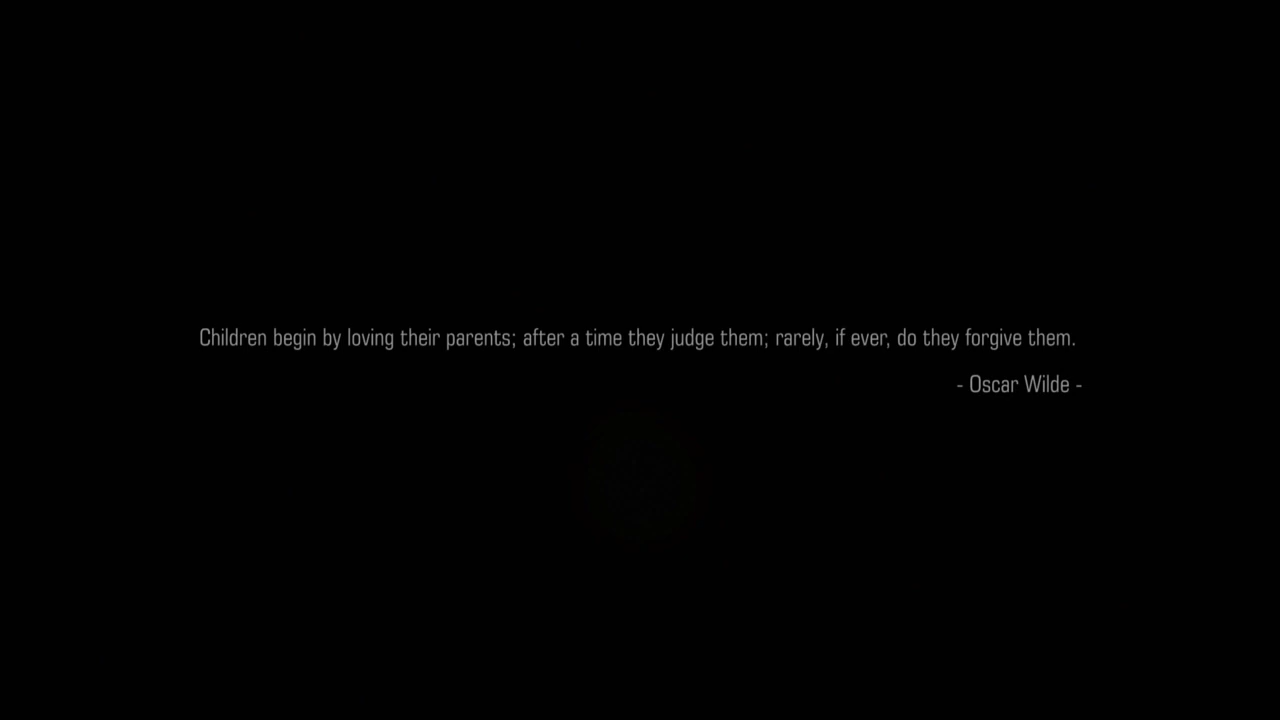 Children begin by loving their parents; after a time they judge them; rarely, if ever, do they forgive them.
- Oscar Wilde -